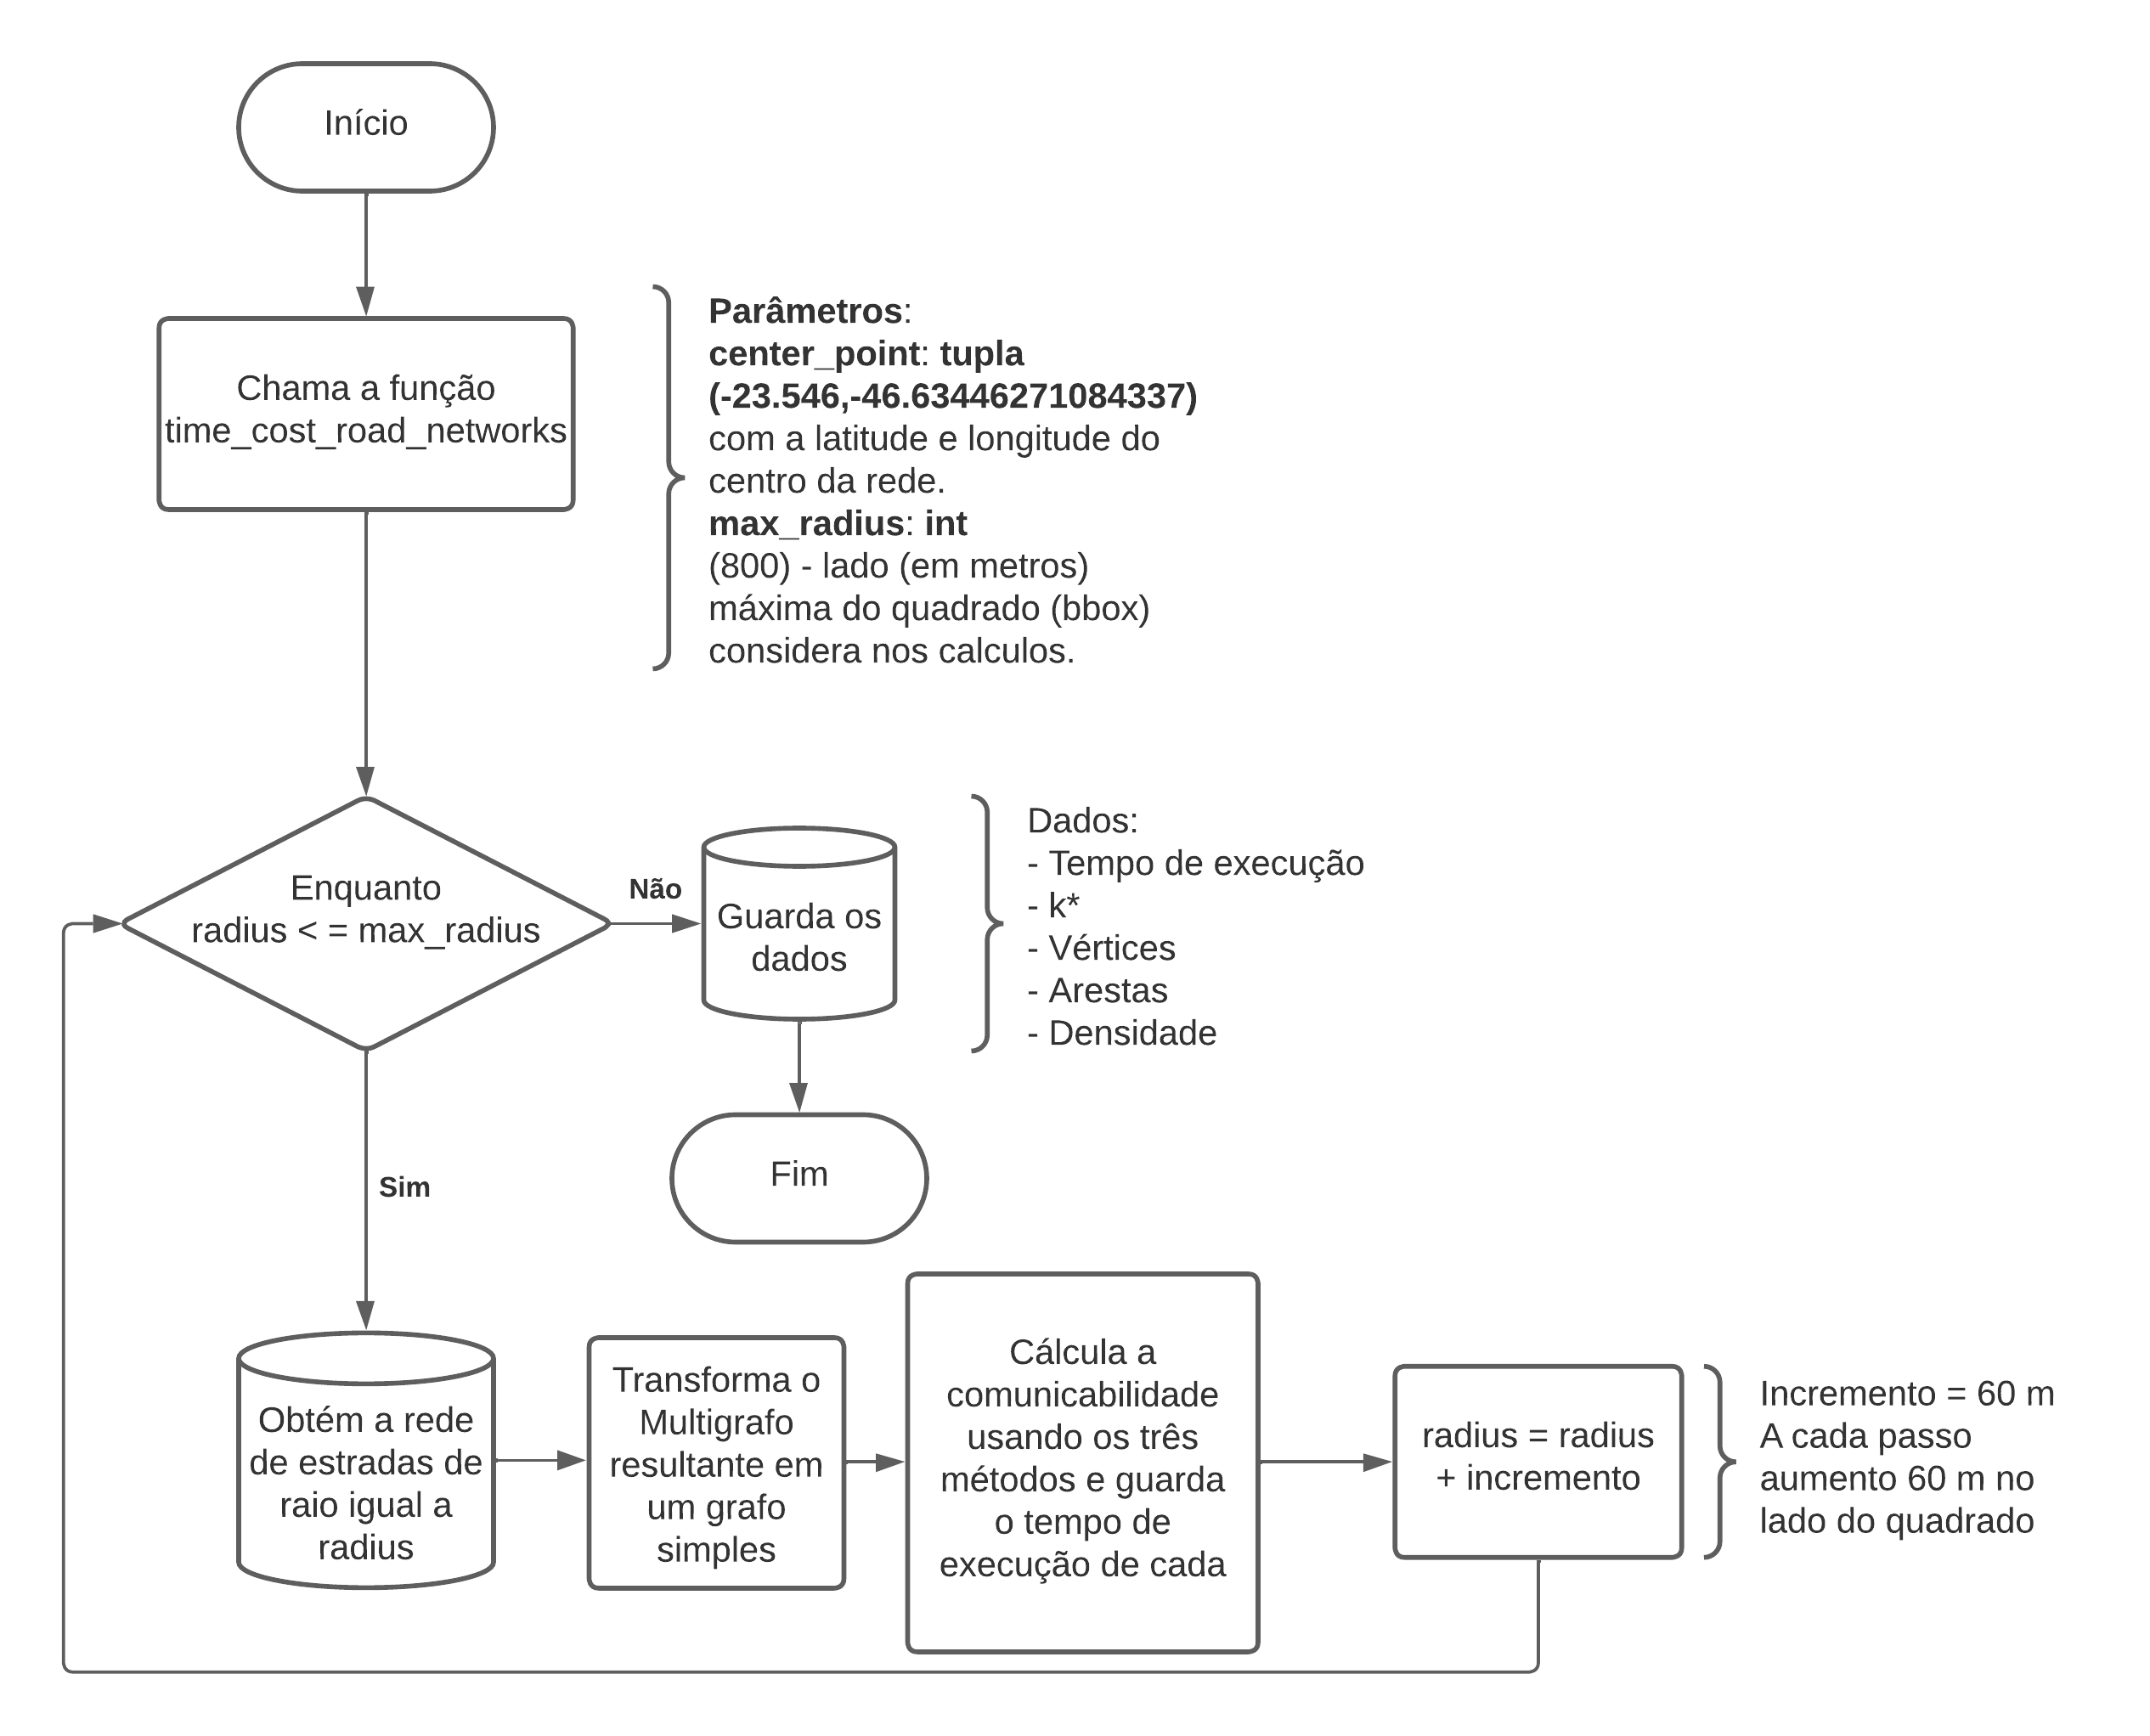 Início
Chama a função
time_cost_road_networks
Parâmetros:
center_point: tupla
(-23.546,-46.63446271084337)
com a latitude e longitude do
centro da rede.
max_radius: int
(800) - lado (em metros)
máxima do quadrado (bbox)
considera nos calculos.
Enquanto
radius < = max_radius
Não
Guarda os
dados
Dados:
- Tempo de execução
- k*
- Vértices
- Arestas
- Densidade
Fim
Sim
Obtém a rede
de estradas de
raio igual a
radius
Transforma o
Multigrafo
resultante em
um grafo
simples
Cálcula a
comunicabilidade
usando os três
métodos e guarda
o tempo de
execução de cada
radius = radius
+ incremento
Incremento = 60 m
A cada passo
aumento 60 m no
lado do quadrado